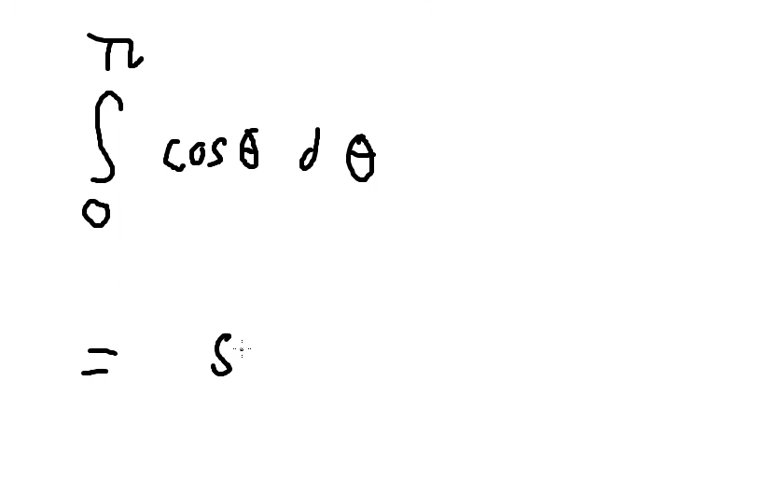 π
∫ cosθ dθ
0
= s